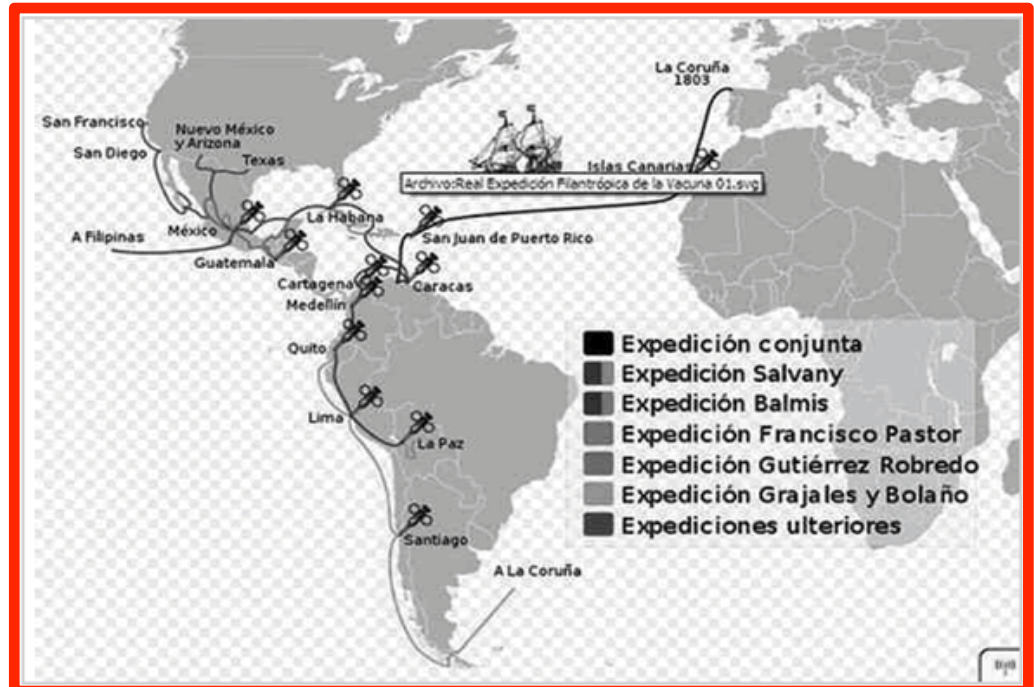 La Coruña
1803
San Francisco
Nuevo México
y Arizona
San Diego
Texas
Islas Canarias
Archivo:Real Expedición Filantrópica de la Vacuna 01.svg
La Habana
México
A Filipinas
San Juan de Puerto Rico
Guatemala
Cartagena
Caracas
Medellín
Quito
Expedición conjunta
Expedición Salvany
Expedición Balmis
Lima
La Paz
Expedición Francisco Pastor
Expedición Gutiérrez Robredo
Expedición Grajales y Bolaño
Expediciones ulteriores
Santiago
A La Coruña